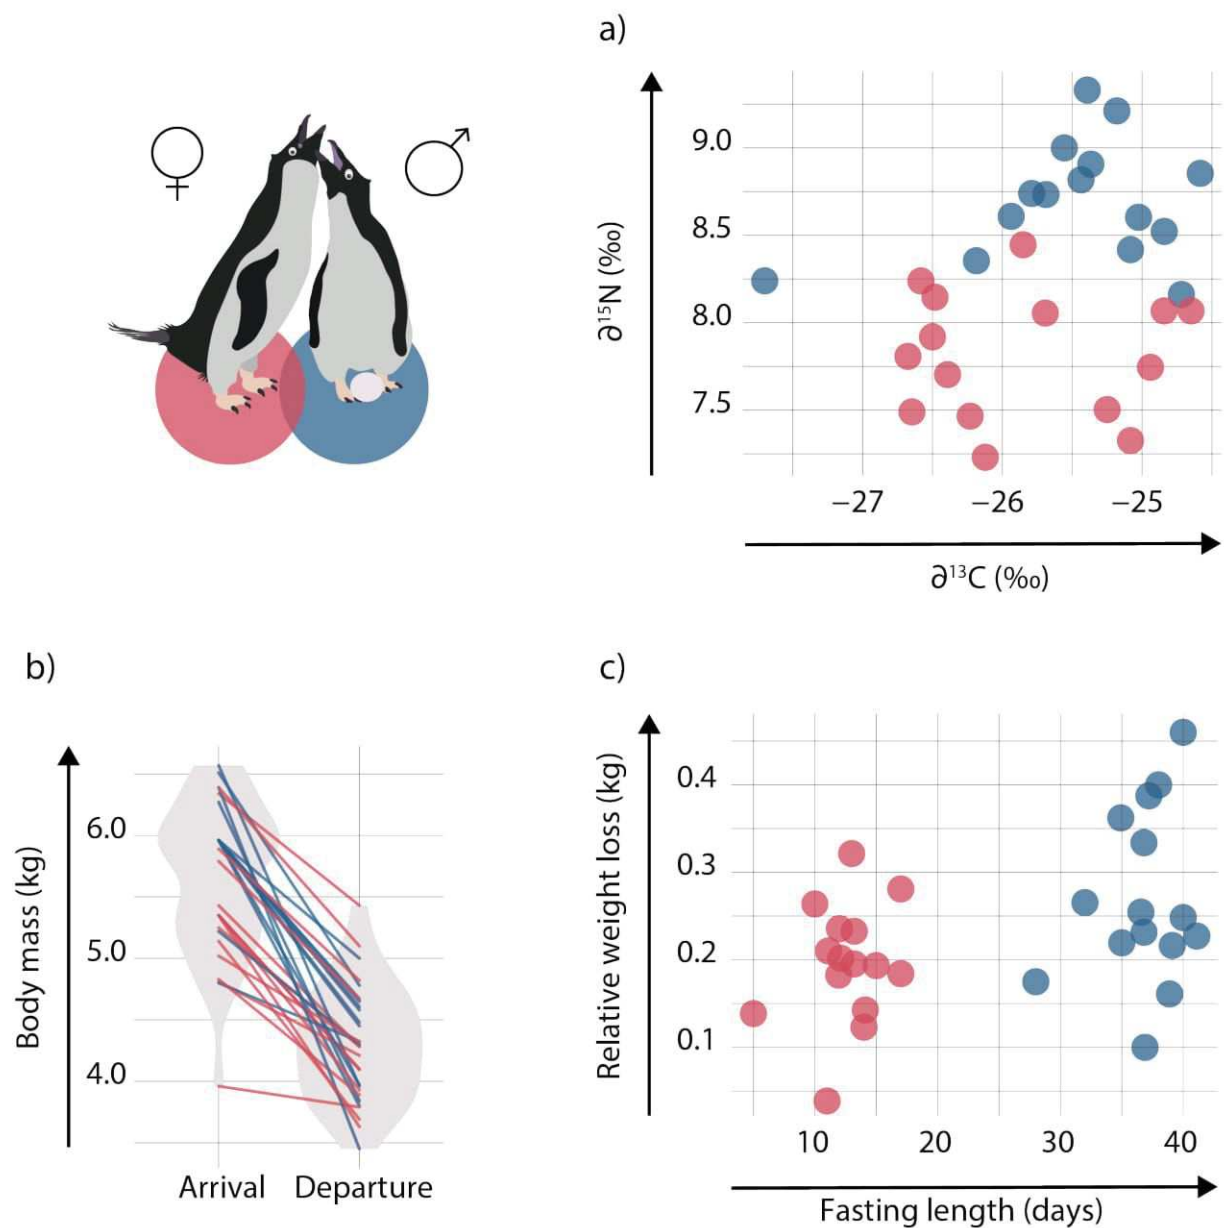 a)
9.0
8.5
8.0
7.5
∂¹⁵N (‰)
−27 −26 −25
∂¹³C (‰)
b)
6.0
5.0
4.0
Body mass (kg)
Arrival Departure
c)
0.4
0.3
0.2
0.1
Relative weight loss (kg)
10 20 30 40
Fasting length (days)